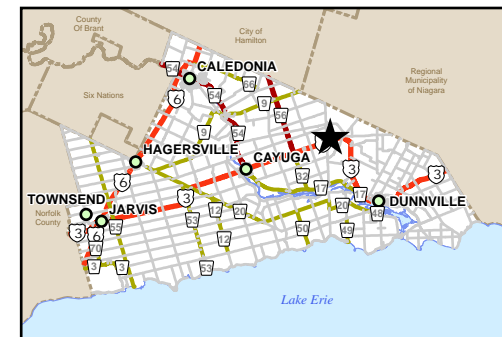 County
Of Brant
City of
Hamilton
54
CALEDONIA
Regional
Municipality
of Niagara
66
6
54
Six Nations
9
56
9
54
HAGERSVILLE
CAYUGA
3
3
6
32
17
17
3
TOWNSEND
DUNNVILLE
Norfolk
County
JARVIS
53
12
20
20
48
3
6
55
50
49
12
70
3
3
53
Lake Erie